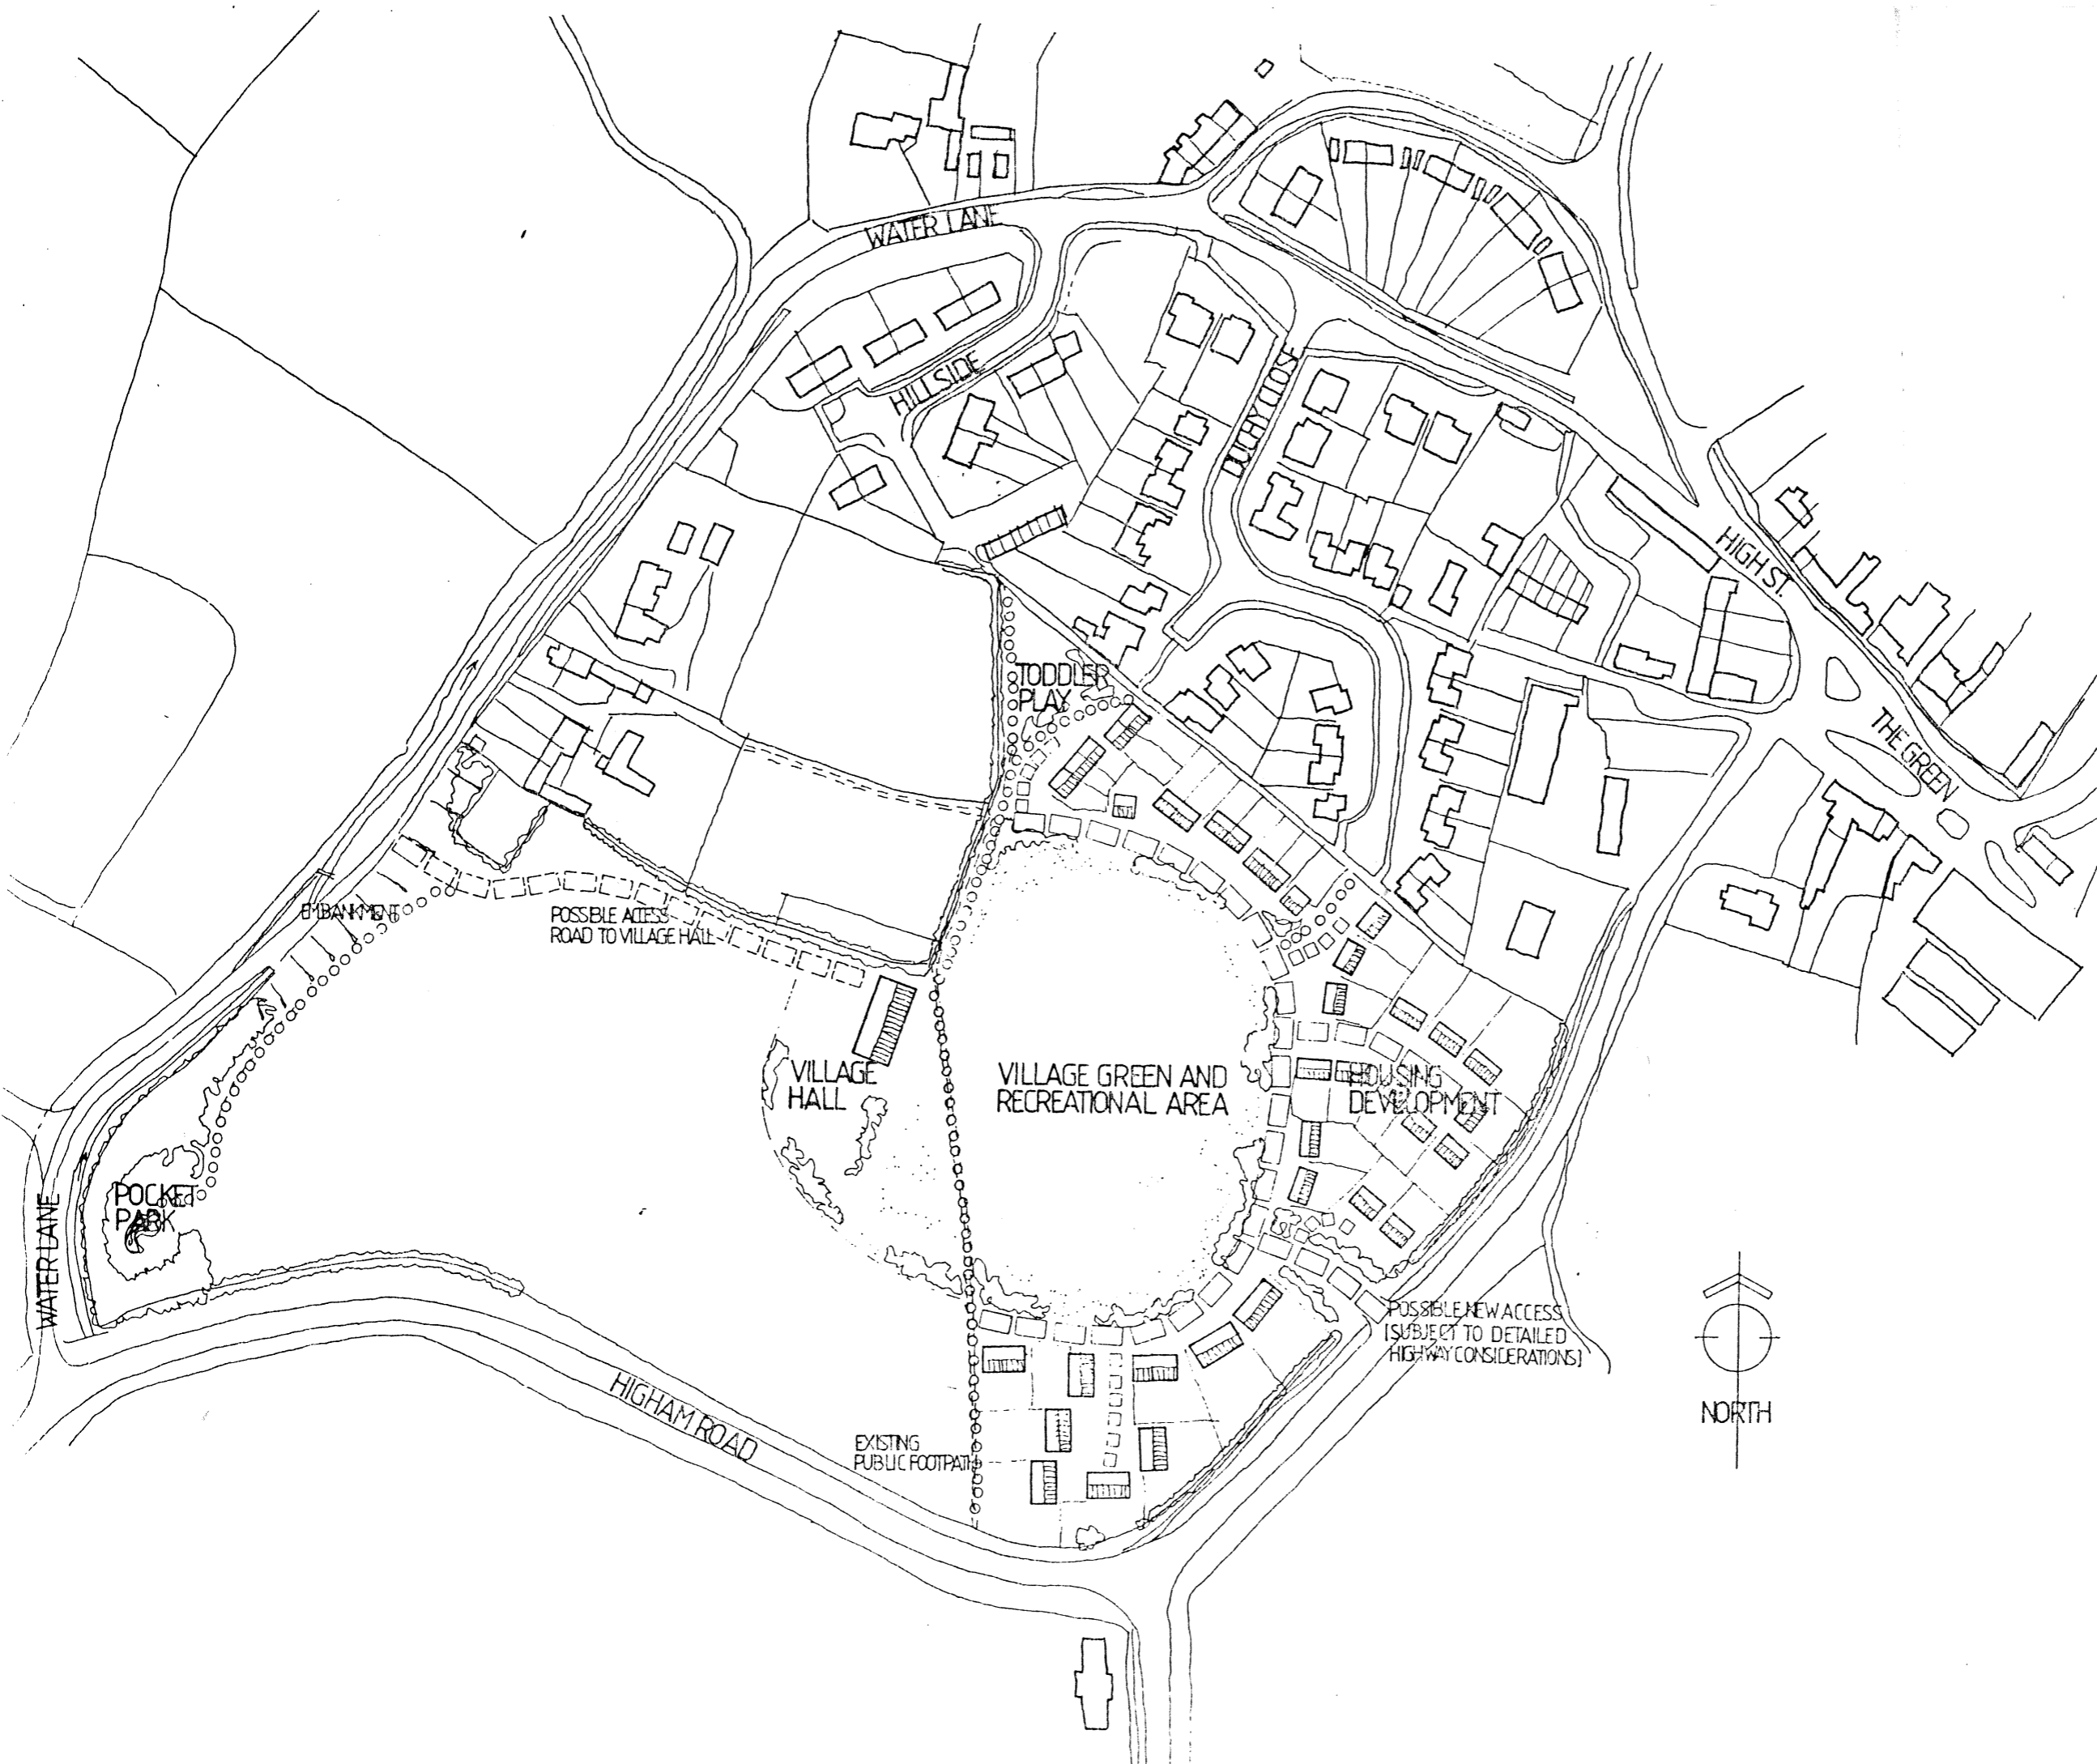 WATER LANE
HILLSIDE
DUCHY CLOSE
HIGH ST.
THE GREEN
TODDLER
PLAY
EMBANKMENT
POSSIBLE ACCESS
ROAD TO VILLAGE HALL
VILLAGE
HALL
VILLAGE GREEN AND
RECREATIONAL AREA
HOUSING
DEVELOPMENT
POCKET
PARK
WATER LANE
HIGHAM ROAD
EXISTING
PUBLIC FOOTPATH
POSSIBLE NEW ACCESS
[SUBJECT TO DETAILED
HIGHWAY CONSIDERATIONS]
NORTH